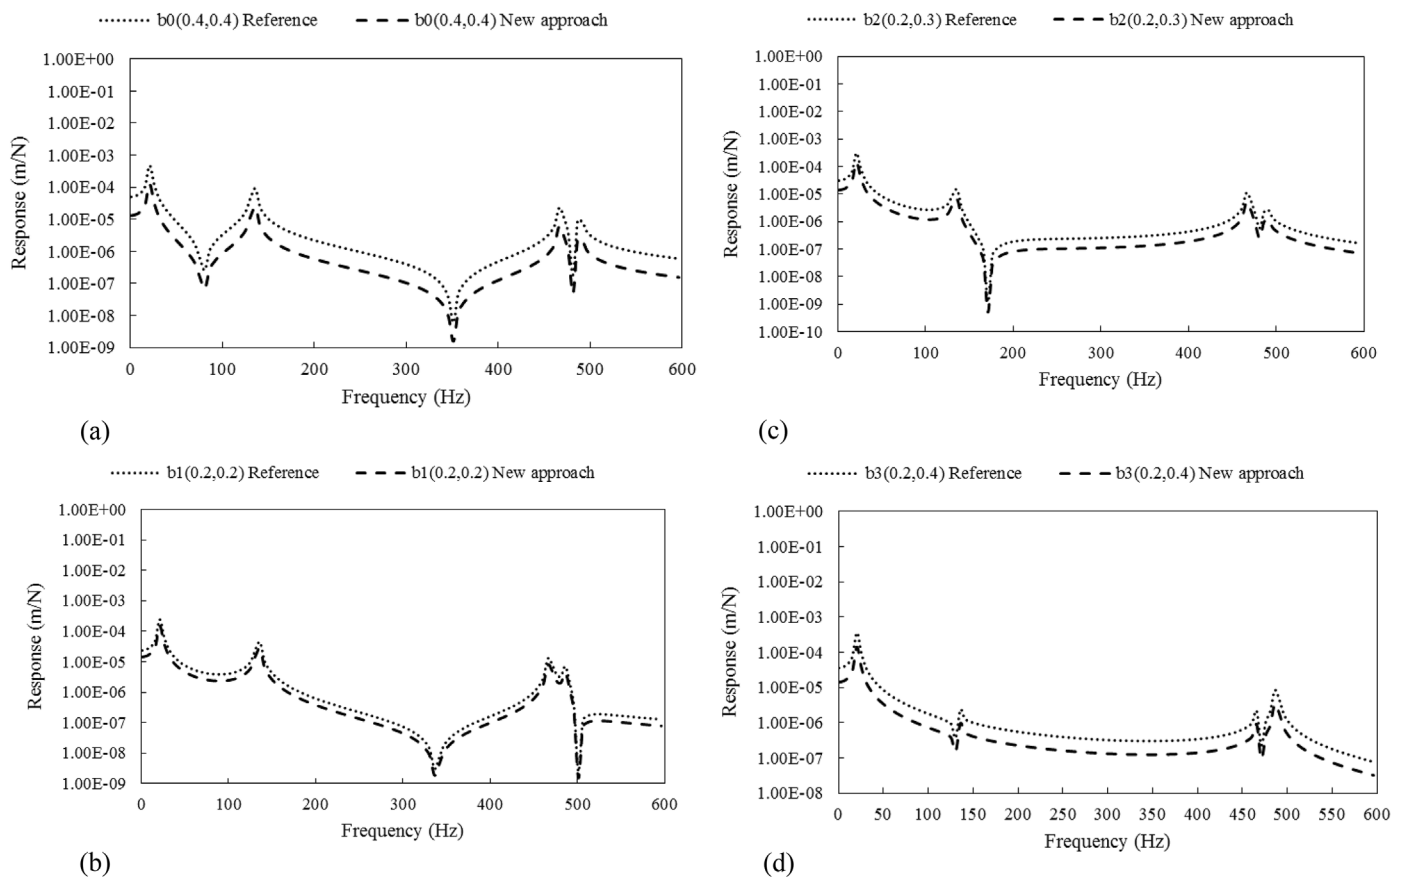 b0(0.4,0.4) Reference b0(0.4,0.4) New approach
1.00E+00
1.00E-01
1.00E-02
1.00E-03
1.00E-04
1.00E-05
1.00E-06
1.00E-07
1.00E-08
1.00E-09
Response (m/N)
0 100 200 300 400 500 600
Frequency (Hz)
(a)
b2(0.2,0.3) Reference b2(0.2,0.3) New approach
1.00E+00
1.00E-01
1.00E-02
1.00E-03
1.00E-04
1.00E-05
1.00E-06
1.00E-07
1.00E-08
1.00E-09
1.00E-10
Response (m/N)
0 100 200 300 400 500 600
Frequency (Hz)
(c)
b1(0.2,0.2) Reference b1(0.2,0.2) New approach
1.00E+00
1.00E-01
1.00E-02
1.00E-03
1.00E-04
1.00E-05
1.00E-06
1.00E-07
1.00E-08
1.00E-09
Response (m/N)
0 100 200 300 400 500 600
Frequency (Hz)
(b)
b3(0.2,0.4) Reference b3(0.2,0.4) New approach
1.00E+00
1.00E-01
1.00E-02
1.00E-03
1.00E-04
1.00E-05
1.00E-06
1.00E-07
1.00E-08
Response (m/N)
0 50 100 150 200 250 300 350 400 450 500 550 600
Frequency (Hz)
(d)